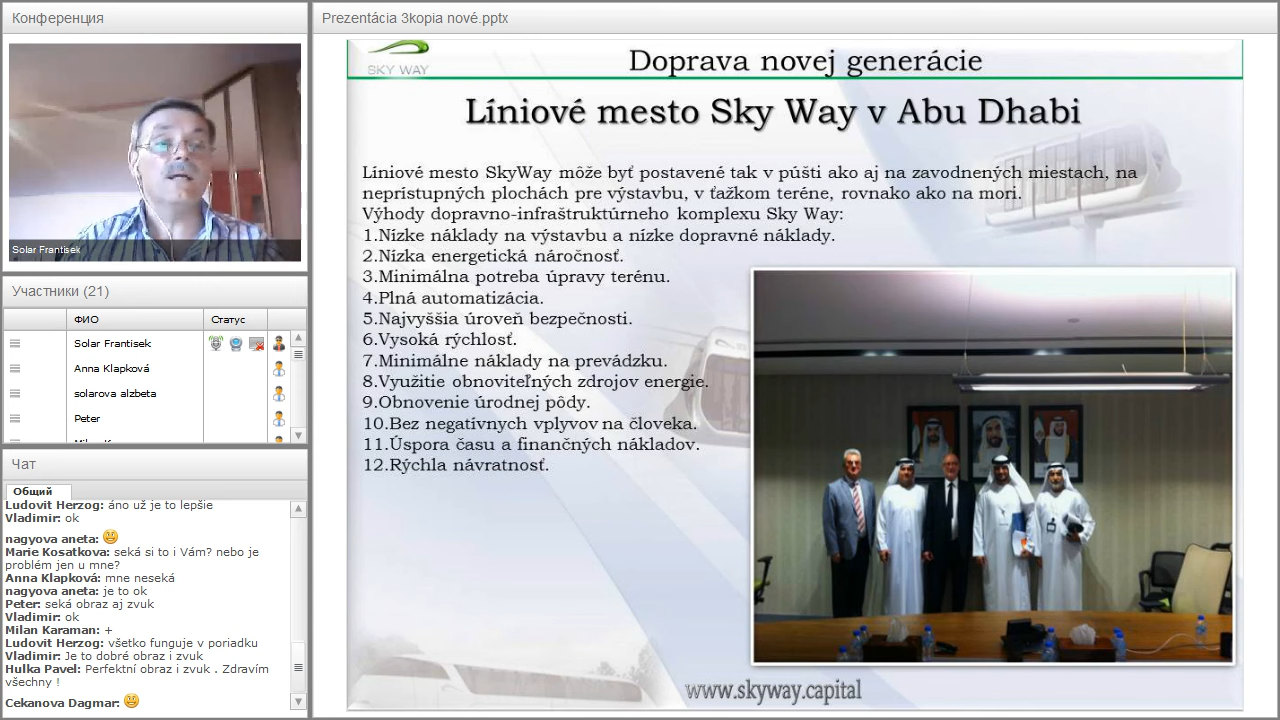 Конференция
Solar Frantisek
Участники (21)
ФИО
Статус
Solar Frantisek
Anna Klapková
solarova alzbeta
Peter
Чат
Общий
Ludovit Herzog: áno už je to lepšie
Vladimir: ok
nagyova aneta:
Marie Kosatkova: seká si to i Vám? nebo je
problém jen u mne?
Anna Klapková: mne neseká
nagyova aneta: je to ok
Peter: seká obraz aj zvuk
Vladimir: ok
Milan Karaman: +
Ludovit Herzog: všetko funguje v poriadku
Vladimir: Je to dobré obraz i zvuk
Hulka Pavel: Perfektní obraz i zvuk . Zdravím
všechny !
Cekanova Dagmar:
Prezentácia 3kopia nové.pptx
SKY WAY
Doprava novej generácie
Líniové mesto Sky Way v Abu Dhabi
Líniové mesto SkyWay môže byť postavené tak v púšti ako aj na zavodnených miestach, na
neprístupných plochách pre výstavbu, v ťažkom teréne, rovnako ako na mori.
Výhody dopravno-infraštruktúrneho komplexu Sky Way:
1.Nízke náklady na výstavbu a nízke dopravné náklady.
2.Nízka energetická náročnosť.
3.Minimálna potreba úpravy terénu.
4.Plná automatizácia.
5.Najvyššia úroveň bezpečnosti.
6.Vysoká rýchlosť.
7.Minimálne náklady na prevádzku.
8.Využitie obnoviteľných zdrojov energie.
9.Obnovenie úrodnej pôdy.
10.Bez negatívnych vplyvov na človeka.
11.Úspora času a finančných nákladov.
12.Rýchla návratnosť.
www.skyway.capital